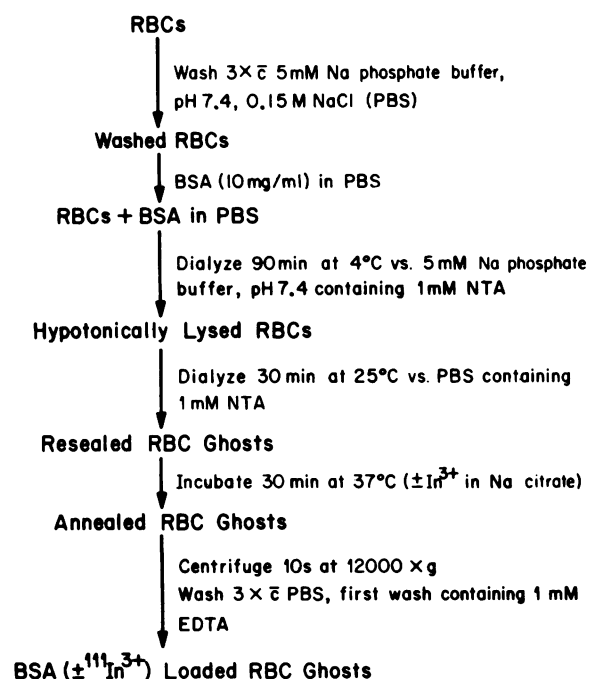 RBCs
Wash 3× c̄ 5mM Na phosphate buffer,
pH 7.4, 0.15 M NaCl (PBS)
Washed RBCs
BSA (10mg/ml) in PBS
RBCs + BSA in PBS
Dialyze 90min at 4°C vs. 5mM Na phosphate
buffer, pH 7.4 containing 1mM NTA
Hypotonically Lysed RBCs
Dialyze 30min at 25°C vs. PBS containing
1mM NTA
Resealed RBC Ghosts
Incubate 30min at 37°C (±In³⁺ in Na citrate)
Annealed RBC Ghosts
Centrifuge 10s at 12000 ×g
Wash 3× c̄ PBS, first wash containing 1 mM
EDTA
BSA (±¹¹¹In³⁺) Loaded RBC Ghosts